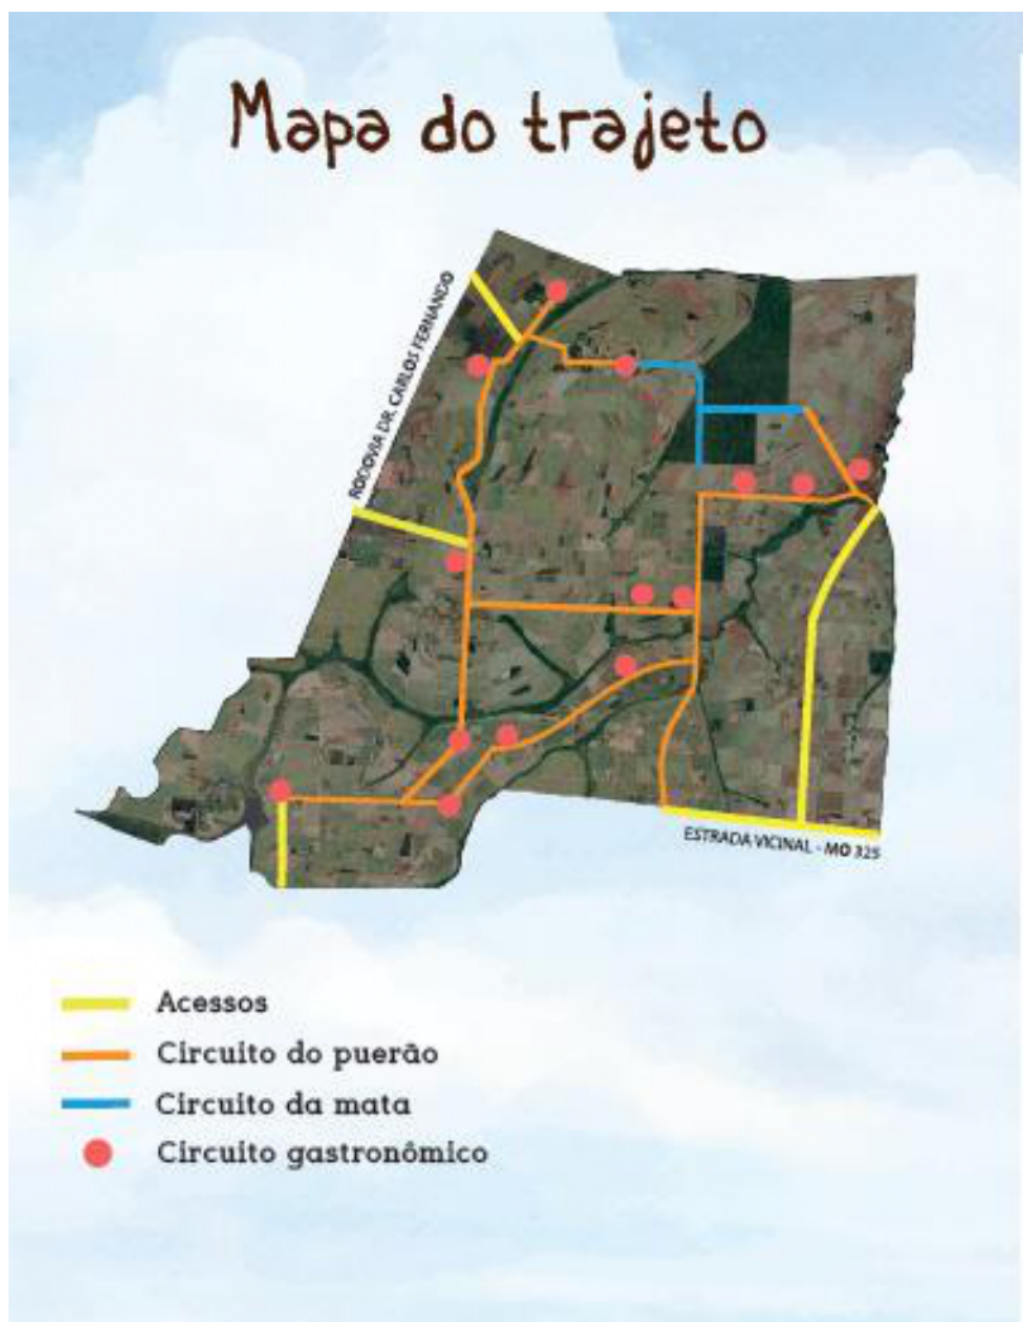 Mapa do trajeto
RODOVIA DR. CARLOS FERNANDO
ESTRADA VICINAL - MO 325
Acessos
Circuito do puerão
Circuito da mata
Circuito gastronômico